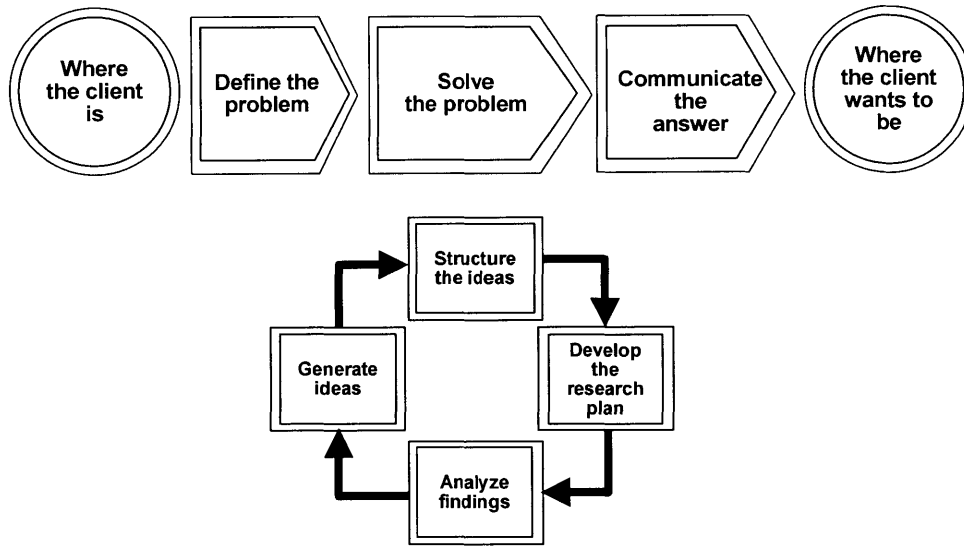 Where
the client
is
Define the
problem
Solve
the problem
Communicate
the
answer
Where
the client
wants to
be
Structure
the ideas
Generate
ideas
Develop
the
research
plan
Analyze
findings